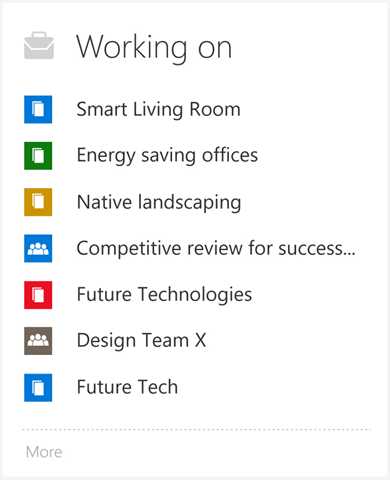 Working on
Smart Living Room
Energy saving offices
Native landscaping
Competitive review for success...
Future Technologies
Design Team X
Future Tech
More